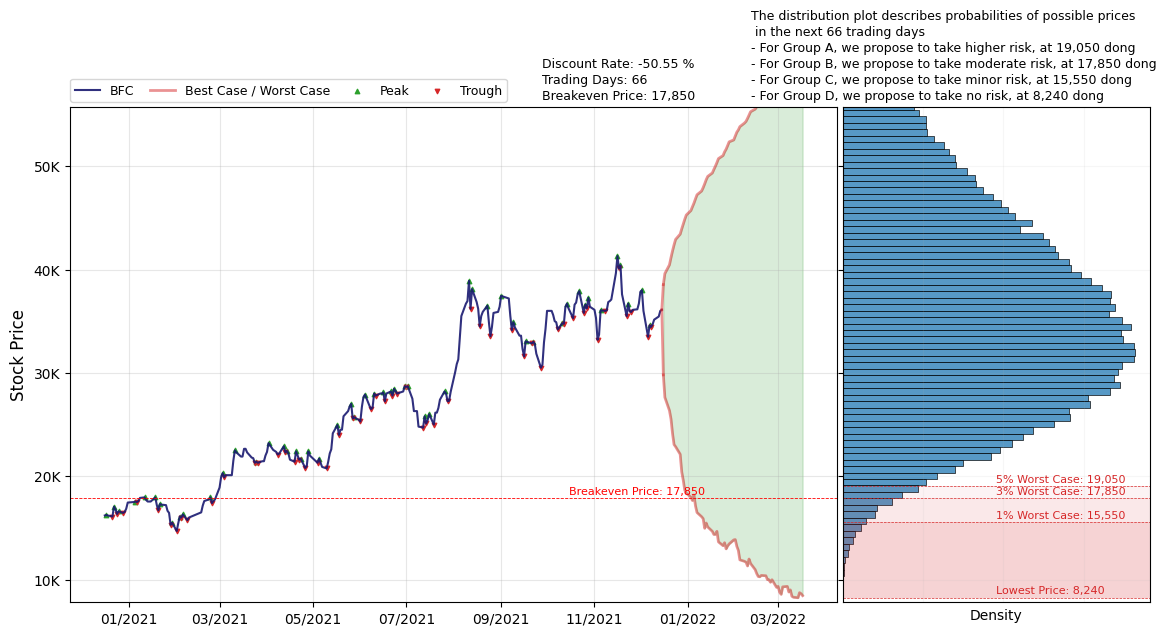 The distribution plot describes probabilities of possible prices
in the next 66 trading days
- For Group A, we propose to take higher risk, at 19,050 dong
- For Group B, we propose to take moderate risk, at 17,850 dong
- For Group C, we propose to take minor risk, at 15,550 dong
- For Group D, we propose to take no risk, at 8,240 dong
Discount Rate: -50.55 %
Trading Days: 66
Breakeven Price: 17,850
BFC
Best Case / Worst Case
Peak
Trough
Stock Price
50K
40K
30K
20K
10K
Breakeven Price: 17,850
5% Worst Case: 19,050
3% Worst Case: 17,850
1% Worst Case: 15,550
Lowest Price: 8,240
01/2021
03/2021
05/2021
07/2021
09/2021
11/2021
01/2022
03/2022
Density